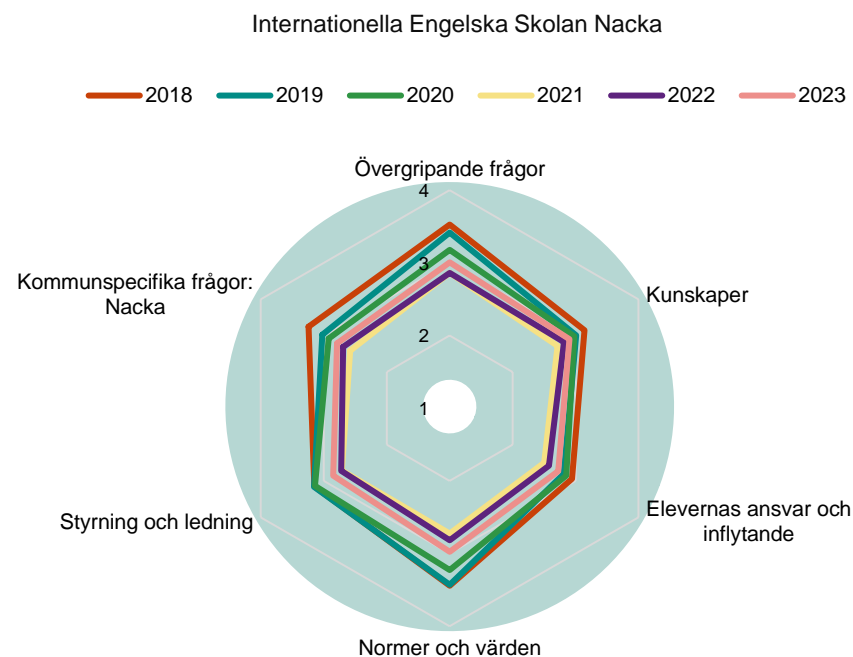 Internationella Engelska Skolan Nacka
2018 2019 2020 2021 2022 2023
Övergripande frågor
4
3
2
1
Kunskaper
Elevernas ansvar och
inflytande
Normer och värden
Styrning och ledning
Kommunspecifika frågor:
Nacka